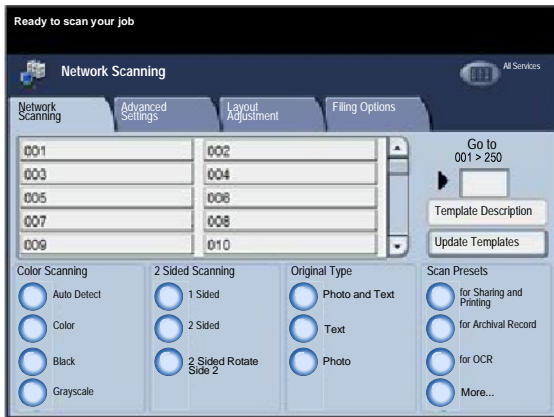 Ready to scan your job
Network Scanning
All Services
Network
Scanning
Advanced
Settings
Layout
Adjustment
Filing Options
001
002
003
004
005
006
007
008
009
010
Go to
001 > 250
Template Description
Update Templates
Color Scanning
Auto Detect
Color
Black
Grayscale
2 Sided Scanning
1 Sided
2 Sided
2 Sided Rotate
Side 2
Original Type
Photo and Text
Text
Photo
Scan Presets
for Sharing and
Printing
for Archival Record
for OCR
More...